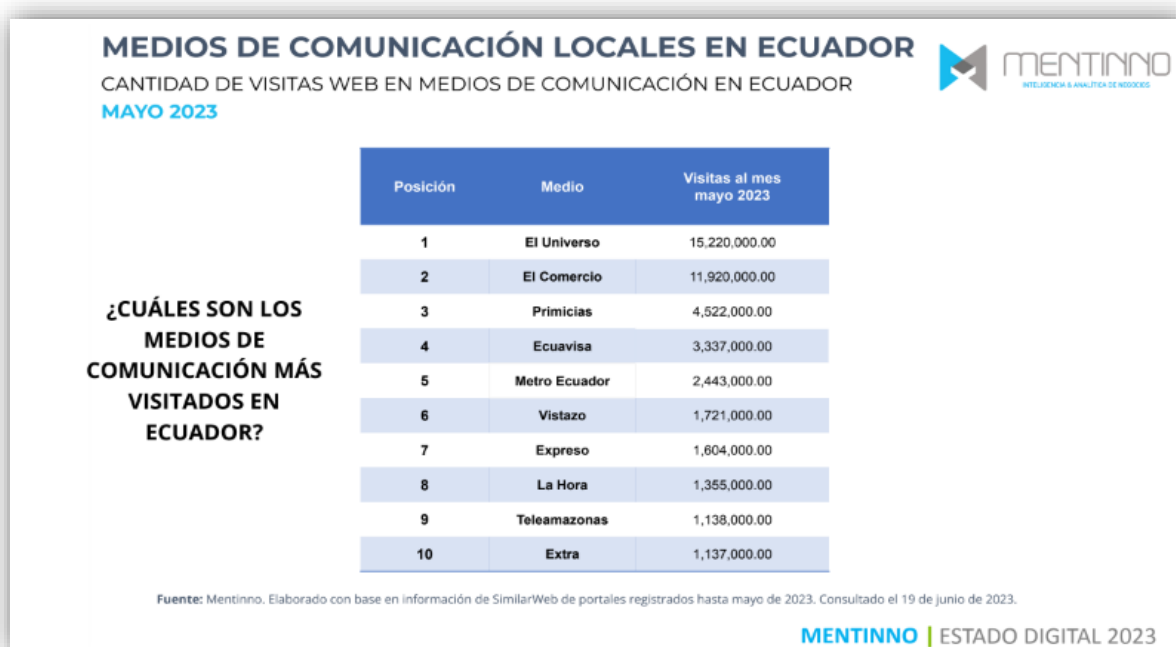 MEDIOS DE COMUNICACIÓN LOCALES EN ECUADOR
CANTIDAD DE VISITAS WEB EN MEDIOS DE COMUNICACIÓN EN ECUADOR
MAYO 2023
MENTINNO
INTELIGENCIA & ANALÍTICA DE NEGOCIOS
¿CUÁLES SON LOS
MEDIOS DE
COMUNICACIÓN MÁS
VISITADOS EN
ECUADOR?
Posición Medio Visitas al mes mayo 2023
1 El Universo 15,220,000.00
2 El Comercio 11,920,000.00
3 Primicias 4,522,000.00
4 Ecuavisa 3,337,000.00
5 Metro Ecuador 2,443,000.00
6 Vistazo 1,721,000.00
7 Expreso 1,604,000.00
8 La Hora 1,355,000.00
9 Teleamazonas 1,138,000.00
10 Extra 1,137,000.00
Fuente: Mentinno. Elaborado con base en información de SimilarWeb de portales registrados hasta mayo de 2023. Consultado el 19 de junio de 2023.
MENTINNO | ESTADO DIGITAL 2023